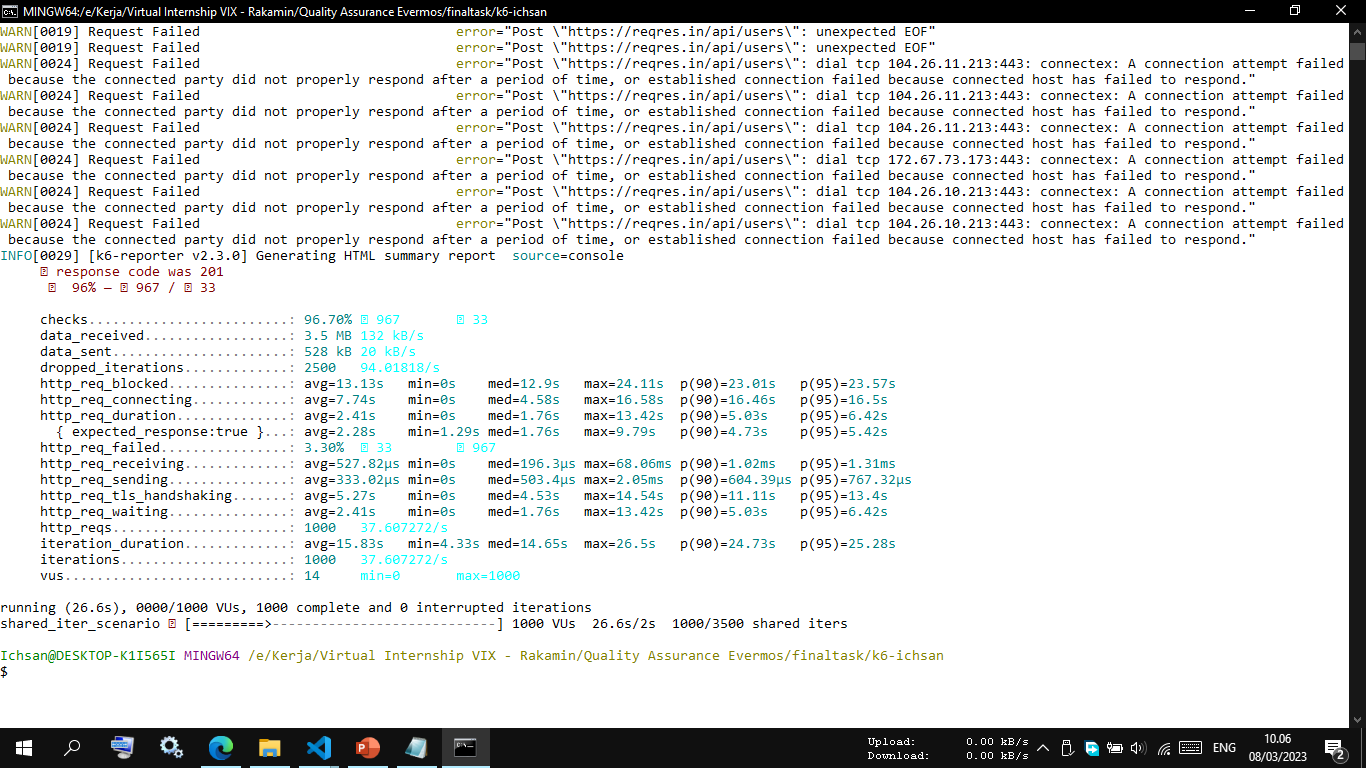 MINGW64:/e/Kerja/Virtual Internship VIX - Rakamin/Quality Assurance Evermos/finaltask/k6-ichsan
WARN[0019] Request Failed error="Post \"https://reqres.in/api/users\": unexpected EOF"
WARN[0019] Request Failed error="Post \"https://reqres.in/api/users\": unexpected EOF"
WARN[0024] Request Failed error="Post \"https://reqres.in/api/users\": dial tcp 104.26.11.213:443: connectex: A connection attempt failed
because the connected party did not properly respond after a period of time, or established connection failed because connected host has failed to respond."
WARN[0024] Request Failed error="Post \"https://reqres.in/api/users\": dial tcp 104.26.11.213:443: connectex: A connection attempt failed
because the connected party did not properly respond after a period of time, or established connection failed because connected host has failed to respond."
WARN[0024] Request Failed error="Post \"https://reqres.in/api/users\": dial tcp 104.26.11.213:443: connectex: A connection attempt failed
because the connected party did not properly respond after a period of time, or established connection failed because connected host has failed to respond."
WARN[0024] Request Failed error="Post \"https://reqres.in/api/users\": dial tcp 172.67.73.173:443: connectex: A connection attempt failed
because the connected party did not properly respond after a period of time, or established connection failed because connected host has failed to respond."
WARN[0024] Request Failed error="Post \"https://reqres.in/api/users\": dial tcp 104.26.10.213:443: connectex: A connection attempt failed
because the connected party did not properly respond after a period of time, or established connection failed because connected host has failed to respond."
WARN[0024] Request Failed error="Post \"https://reqres.in/api/users\": dial tcp 104.26.10.213:443: connectex: A connection attempt failed
because the connected party did not properly respond after a period of time, or established connection failed because connected host has failed to respond."
INFO[0029] [k6-reporter v2.3.0] Generating HTML summary report source=console
response code was 201
96% — 967 / 33
checks.........................: 96.70% 967 33
data_received..................: 3.5 MB 132 kB/s
data_sent......................: 528 kB 20 kB/s
dropped_iterations.............: 2500 94.01818/s
http_req_blocked...............: avg=13.13s min=0s med=12.9s max=24.11s p(90)=23.01s p(95)=23.57s
http_req_connecting............: avg=7.74s min=0s med=4.58s max=16.58s p(90)=16.46s p(95)=16.5s
http_req_duration..............: avg=2.41s min=0s med=1.76s max=13.42s p(90)=5.03s p(95)=6.42s
{ expected_response:true }...: avg=2.28s min=1.29s med=1.76s max=9.79s p(90)=4.73s p(95)=5.42s
http_req_failed................: 3.30% 33 967
http_req_receiving.............: avg=527.82µs min=0s med=196.3µs max=68.06ms p(90)=1.02ms p(95)=1.31ms
http_req_sending...............: avg=333.02µs min=0s med=503.4µs max=2.05ms p(90)=604.39µs p(95)=767.32µs
http_req_tls_handshaking.......: avg=5.27s min=0s med=4.53s max=14.54s p(90)=11.11s p(95)=13.4s
http_req_waiting...............: avg=2.41s min=0s med=1.76s max=13.42s p(90)=5.03s p(95)=6.42s
http_reqs......................: 1000 37.607272/s
iteration_duration.............: avg=15.83s min=4.33s med=14.65s max=26.5s p(90)=24.73s p(95)=25.28s
iterations.....................: 1000 37.607272/s
vus............................: 14 min=0 max=1000
running (26.6s), 0000/1000 VUs, 1000 complete and 0 interrupted iterations
shared_iter_scenario [=========>----------------------------] 1000 VUs 26.6s/2s 1000/3500 shared iters
Ichsan@DESKTOP-K1I565I MINGW64 /e/Kerja/Virtual Internship VIX - Rakamin/Quality Assurance Evermos/finaltask/k6-ichsan
$
Upload: 0.00 kB/s
Download: 0.00 kB/s
ENG
10.06
08/03/2023
2